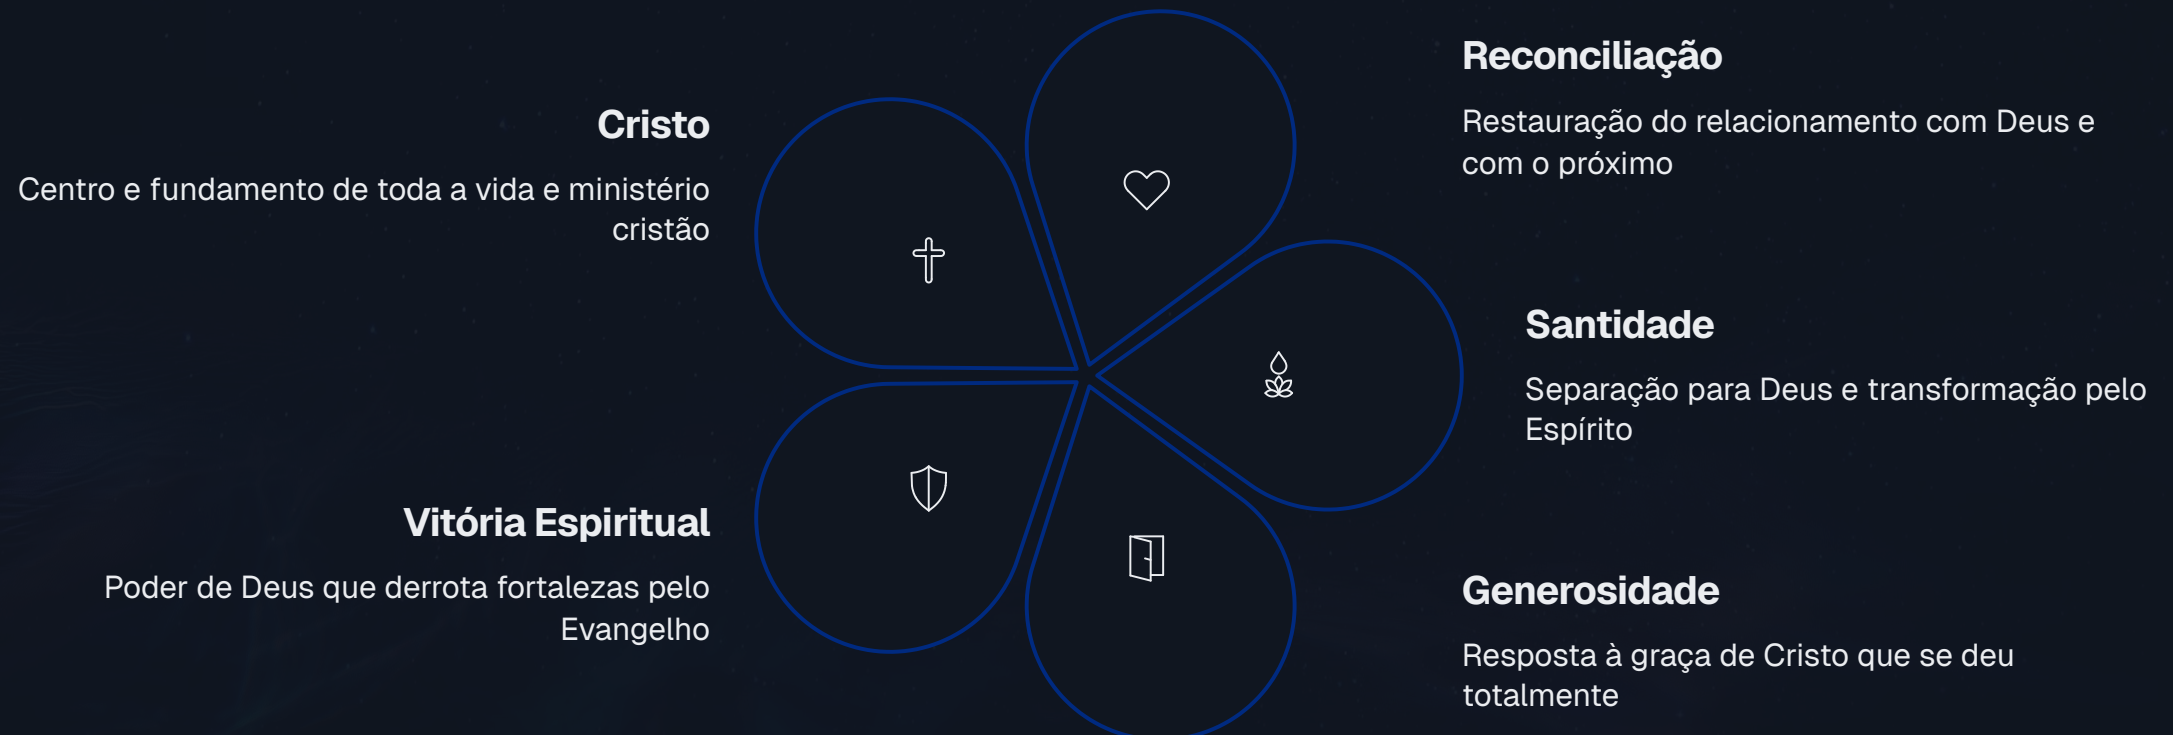 Cristo
Centro e fundamento de toda a vida e ministério
cristão
Reconciliação
Restauração do relacionamento com Deus e
com o próximo
Santidade
Separação para Deus e transformação pelo
Espírito
Generosidade
Resposta à graça de Cristo que se deu
totalmente
Vitória Espiritual
Poder de Deus que derrota fortalezas pelo
Evangelho